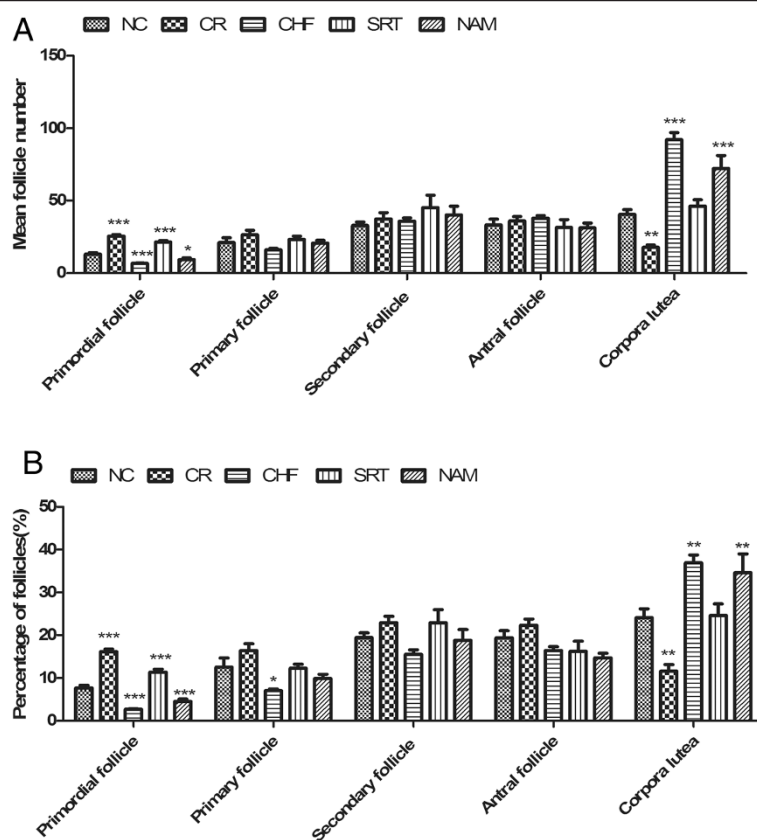 A
NC CR CHF SRT NAM
Mean follicle number
150
100
50
0
*** *** *** * ** *** ***
Primordial follicle
Primary follicle
Secondary follicle
Antral follicle
Corpora lutea
B
NC CR CHF SRT NAM
Percentage of follicles(%)
50
40
30
20
10
0
*** *** *** *** * ** ** **
Primordial follicle
Primary follicle
Secondary follicle
Antral follicle
Corpora lutea